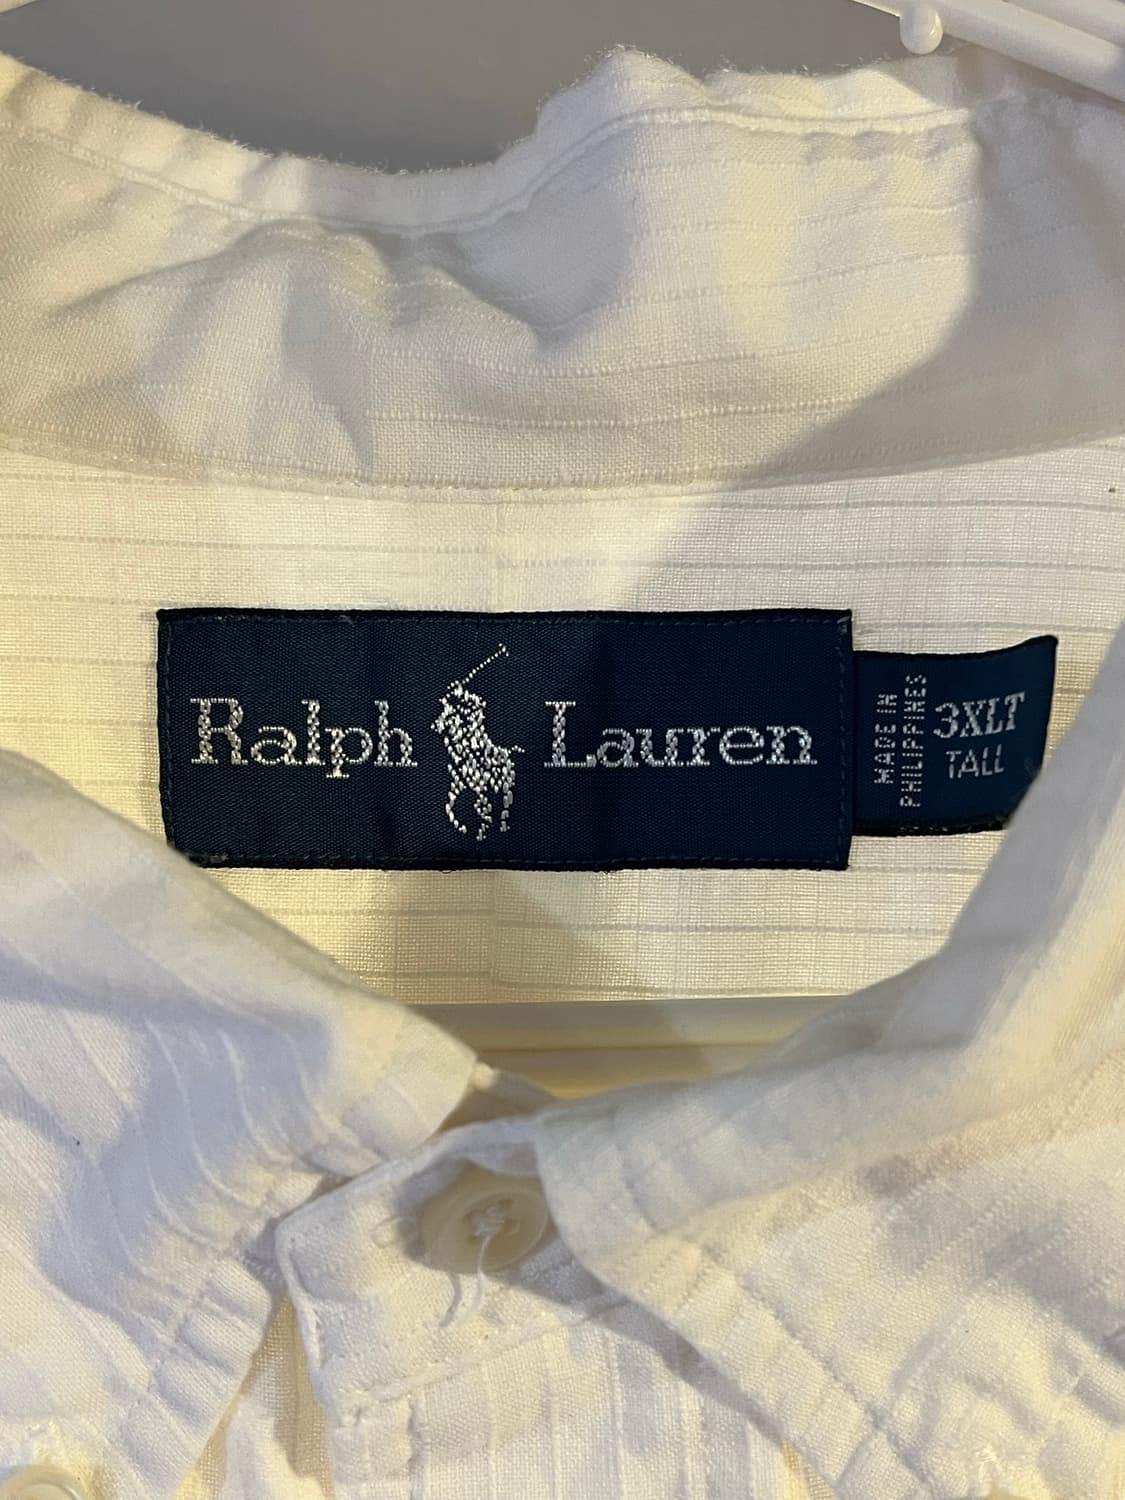 Ralph Lauren
MADE IN
PHILIPPINES
3XLT
TALL